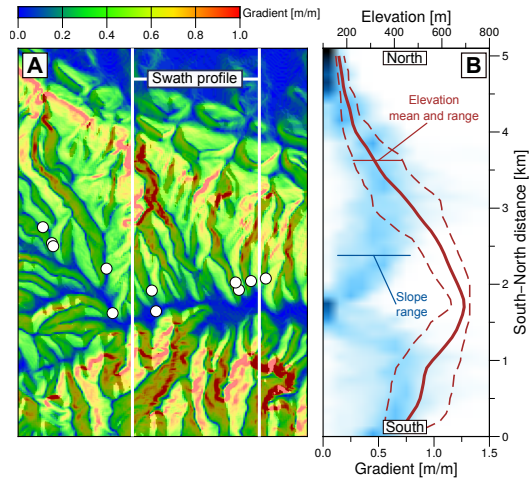 Gradient [m/m]
0.0 0.2 0.4 0.6 0.8 1.0
A
Swath profile
Elevation [m]
200 400 600 800
North
B
Elevation
mean and range
Slope
range
South
0 1 2 3 4 5
South−North distance [km]
0.0 0.5 1.0 1.5
Gradient [m/m]